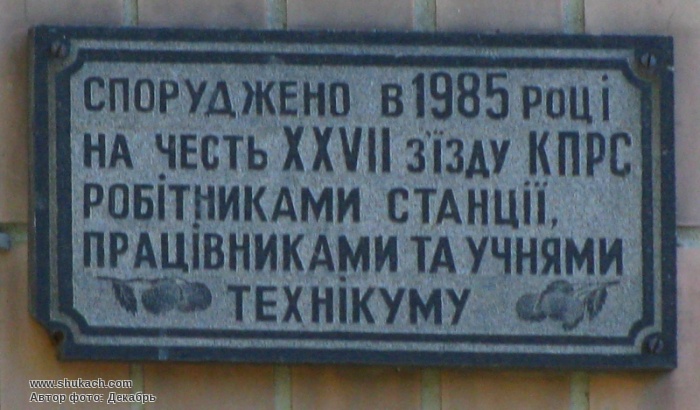 СПОРУДЖЕНО В 1985 РОЦІ
НА ЧЕСТЬ XXVII З'ЇЗДУ КПРС
РОБІТНИКАМИ СТАНЦІЇ,
ПРАЦІВНИКАМИ ТА УЧНЯМИ
ТЕХНІКУМУ
www.shukach.com
Автор фото: Декабрь